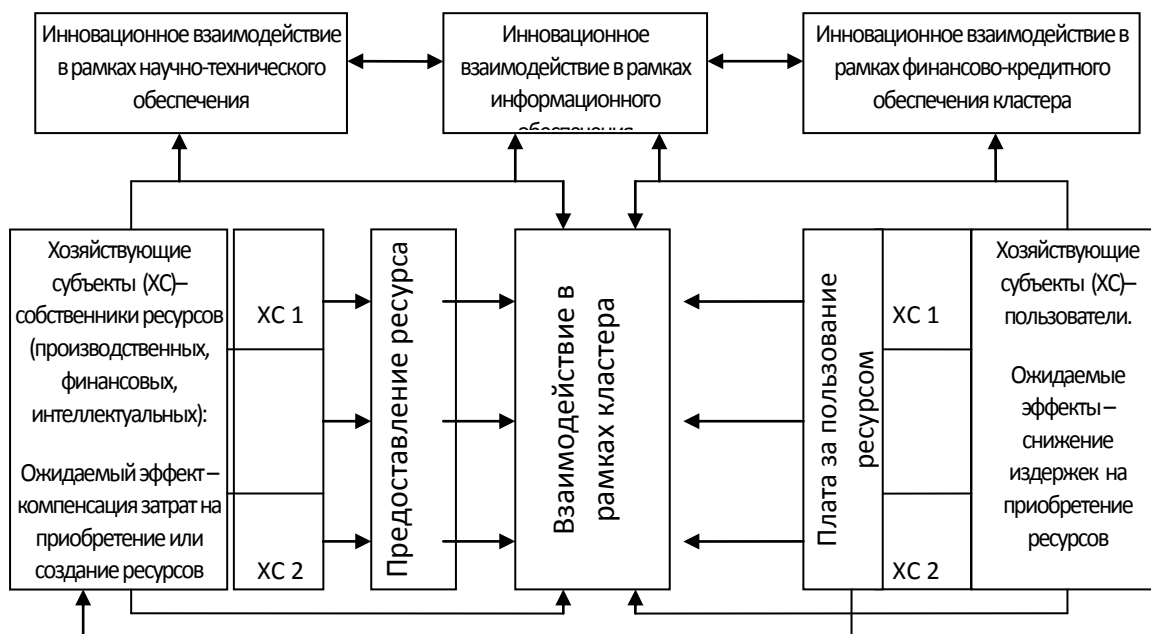 Инновационное взаимодействие
в рамках научно-технического
обеспечения
Инновационное
взаимодействие в рамках
информационного
обеспечения
Инновационное взаимодействие в
рамках финансово-кредитного
обеспечения кластера
Хозяйствующие
субъекты (ХС)–
собственники ресурсов
(производственных,
финансовых,
интеллектуальных):
Ожидаемый эффект –
компенсация затрат на
приобретение или
создание ресурсов
ХС 1
ХС 2
Предоставление ресурса
Взаимодействие в
рамках кластера
Плата за пользование
ресурсом
ХС 1
ХС 2
Хозяйствующие
субъекты (ХС)–
пользователи.
Ожидаемые
эффекты –
снижение
издержек на
приобретение
ресурсов